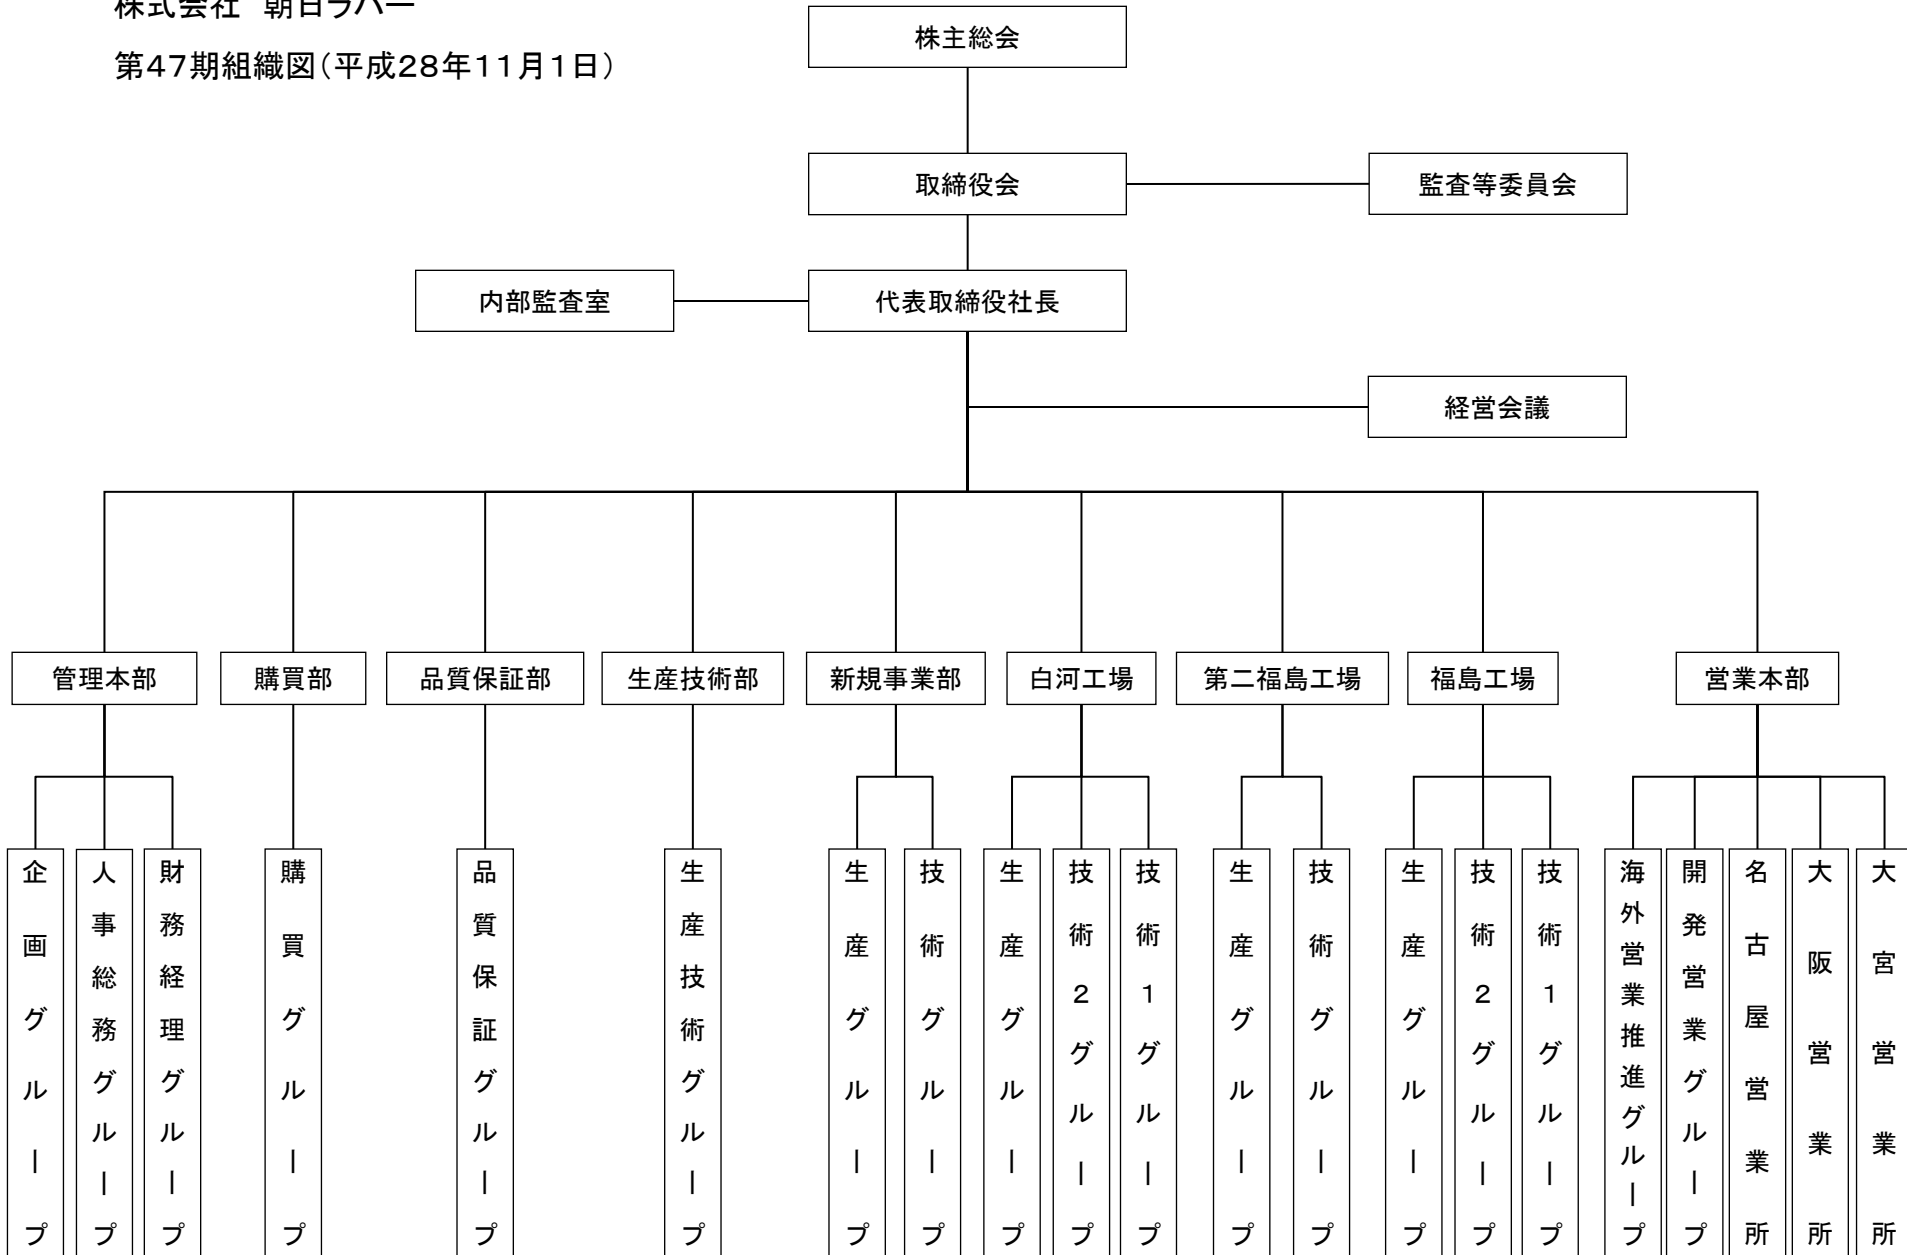 株式会社 朝日ラバー
第47期組織図(平成28年11月1日)
株主総会
取締役会
監査等委員会
内部監査室
代表取締役社長
経営会議
管理本部
購買部
品質保証部
生産技術部
新規事業部
白河工場
第二福島工場
福島工場
営業本部
企画グループ
人事総務グループ
財務経理グループ
購買グループ
品質保証グループ
生産技術グループ
生産グループ
技術グループ
生産グループ
技術2グループ
技術1グループ
生産グループ
技術グループ
生産グループ
技術2グループ
技術1グループ
海外営業推進グループ
開発営業グループ
名古屋営業所
大阪営業所
大宮営業所